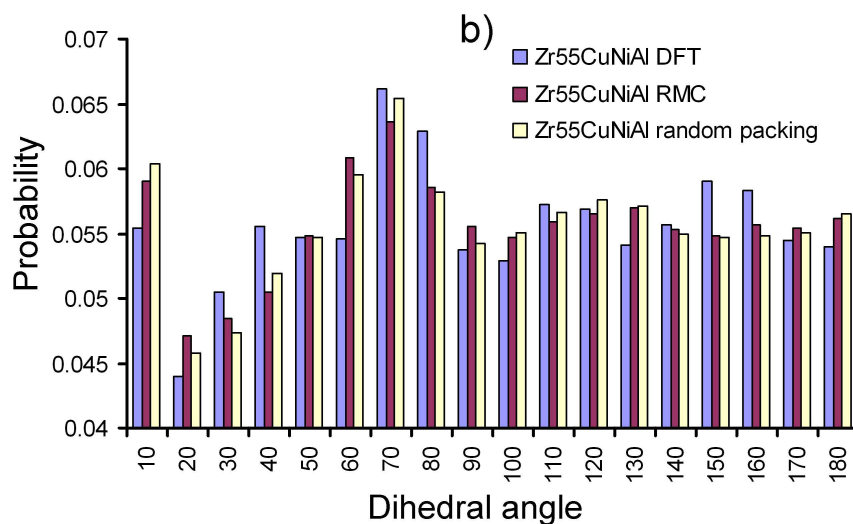 b)
Zr55CuNiAl DFT
Zr55CuNiAl RMC
Zr55CuNiAl random packing
Probability
0.07
0.065
0.06
0.055
0.05
0.045
0.04
10 20 30 40 50 60 70 80 90 100 110 120 130 140 150 160 170 180
Dihedral angle